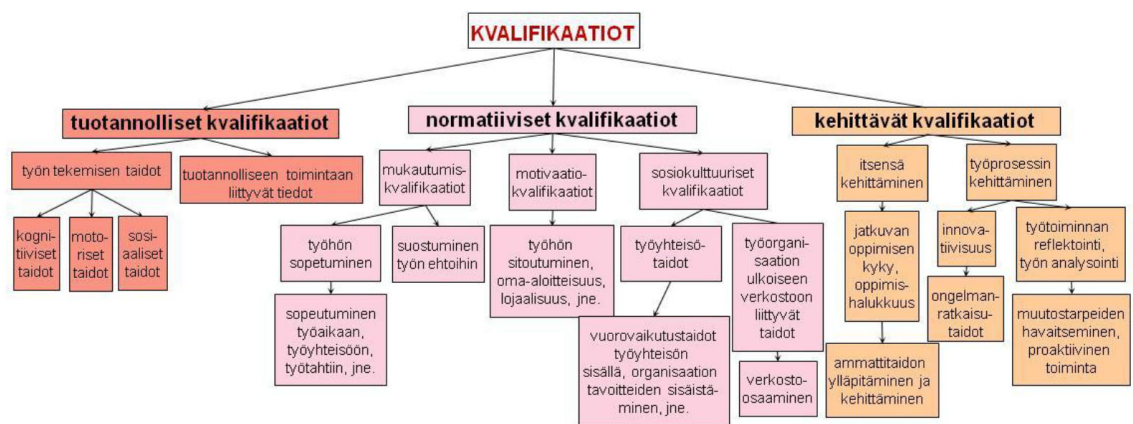 KVALIFIKAATIOT
tuotannolliset kvalifikaatiot
normatiiviset kvalifikaatiot
kehittävät kvalifikaatiot
työn tekemisen taidot
tuotannolliseen toimintaan
liittyvät tiedot
kogni-
tiiviset
taidot
moto-
riset
taidot
sosi-
aaliset
taidot
mukautumis-
kvalifikaatiot
motivaatio-
kvalifikaatiot
sosiokulttuuriset
kvalifikaatiot
työhön
sopetuminen
suostuminen
työn ehtoihin
työhön
sitoutuminen,
oma-aloitteisuus,
lojaalisuus, jne.
työyhteisö-
taidot
työorgani-
saation
ulkoiseen
verkostoon
liittyvät
taidot
sopeutuminen
työaikaan,
työyhteisöön,
työtahtiin, jne.
vuorovaikutustaidot
työyhteisön
sisällä, organisaation
tavoitteiden sisäistä-
minen, jne.
verkosto-
osaaminen
itsensä
kehittäminen
työprosessin
kehittäminen
jatkuvan
oppimisen
kyky,
oppimis-
halukkuus
innova-
tiivisuus
työtoiminnan
reflektointi,
työn analysointi
ongelman-
ratkaisu-
taidot
muutostarpeiden
havaitseminen,
proaktiivinen
toiminta
ammattitaidon
ylläpitäminen ja
kehittäminen